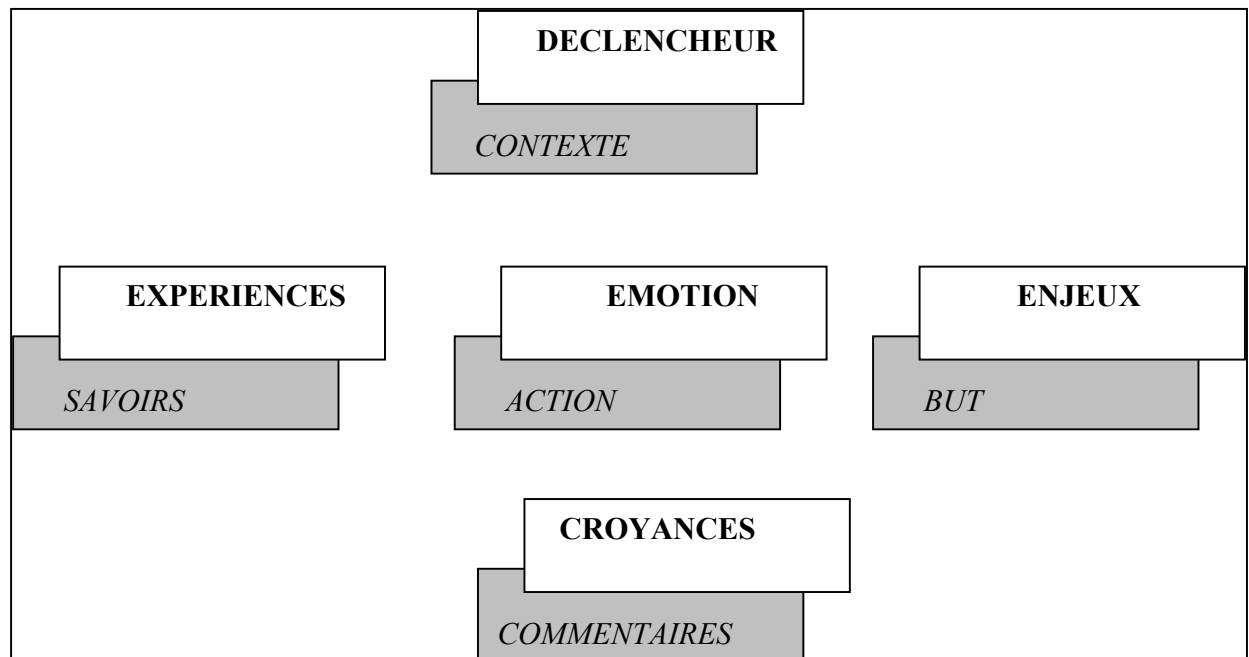 DECLENCHEUR
CONTEXTE
EXPERIENCES
EMOTION
ENJEUX
SAVOIRS
ACTION
BUT
CROYANCES
COMMENTAIRES